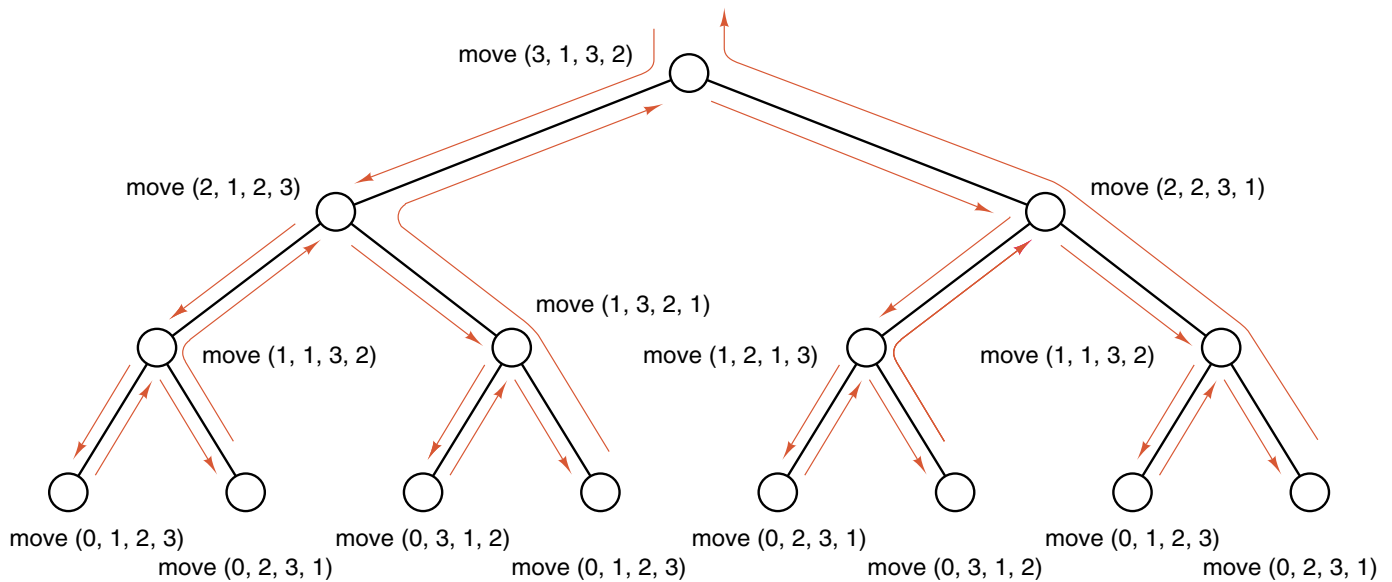 move (3, 1, 3, 2)
move (2, 1, 2, 3)
move (2, 2, 3, 1)
move (1, 1, 3, 2)
move (1, 3, 2, 1)
move (1, 2, 1, 3)
move (1, 1, 3, 2)
move (0, 1, 2, 3)
move (0, 2, 3, 1)
move (0, 3, 1, 2)
move (0, 1, 2, 3)
move (0, 2, 3, 1)
move (0, 3, 1, 2)
move (0, 1, 2, 3)
move (0, 2, 3, 1)